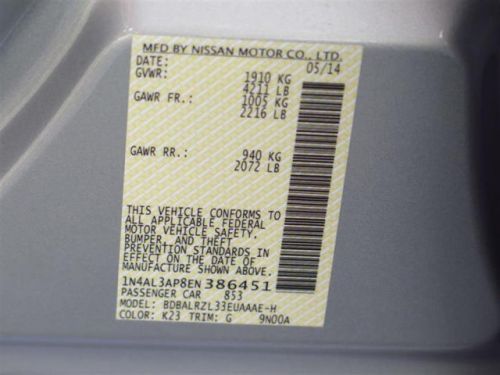 MFD BY NISSAN MOTOR CO., LTD.
DATE: 05/14
GVWR: 1910 KG
4211 LB
GAWR FR.: 1005 KG
2216 LB
GAWR RR.: 940 KG
2072 LB
THIS VEHICLE CONFORMS TO
ALL APPLICABLE FEDERAL
MOTOR VEHICLE SAFETY,
BUMPER, AND THEFT
PREVENTION STANDARDS IN
EFFECT ON THE DATE OF
MANUFACTURE SHOWN ABOVE.
1N4AL3AP8EN386451
PASSENGER CAR 853
MODEL: BDBALRZL33EUAAAE-H
COLOR: K23 TRIM: G 9N00A